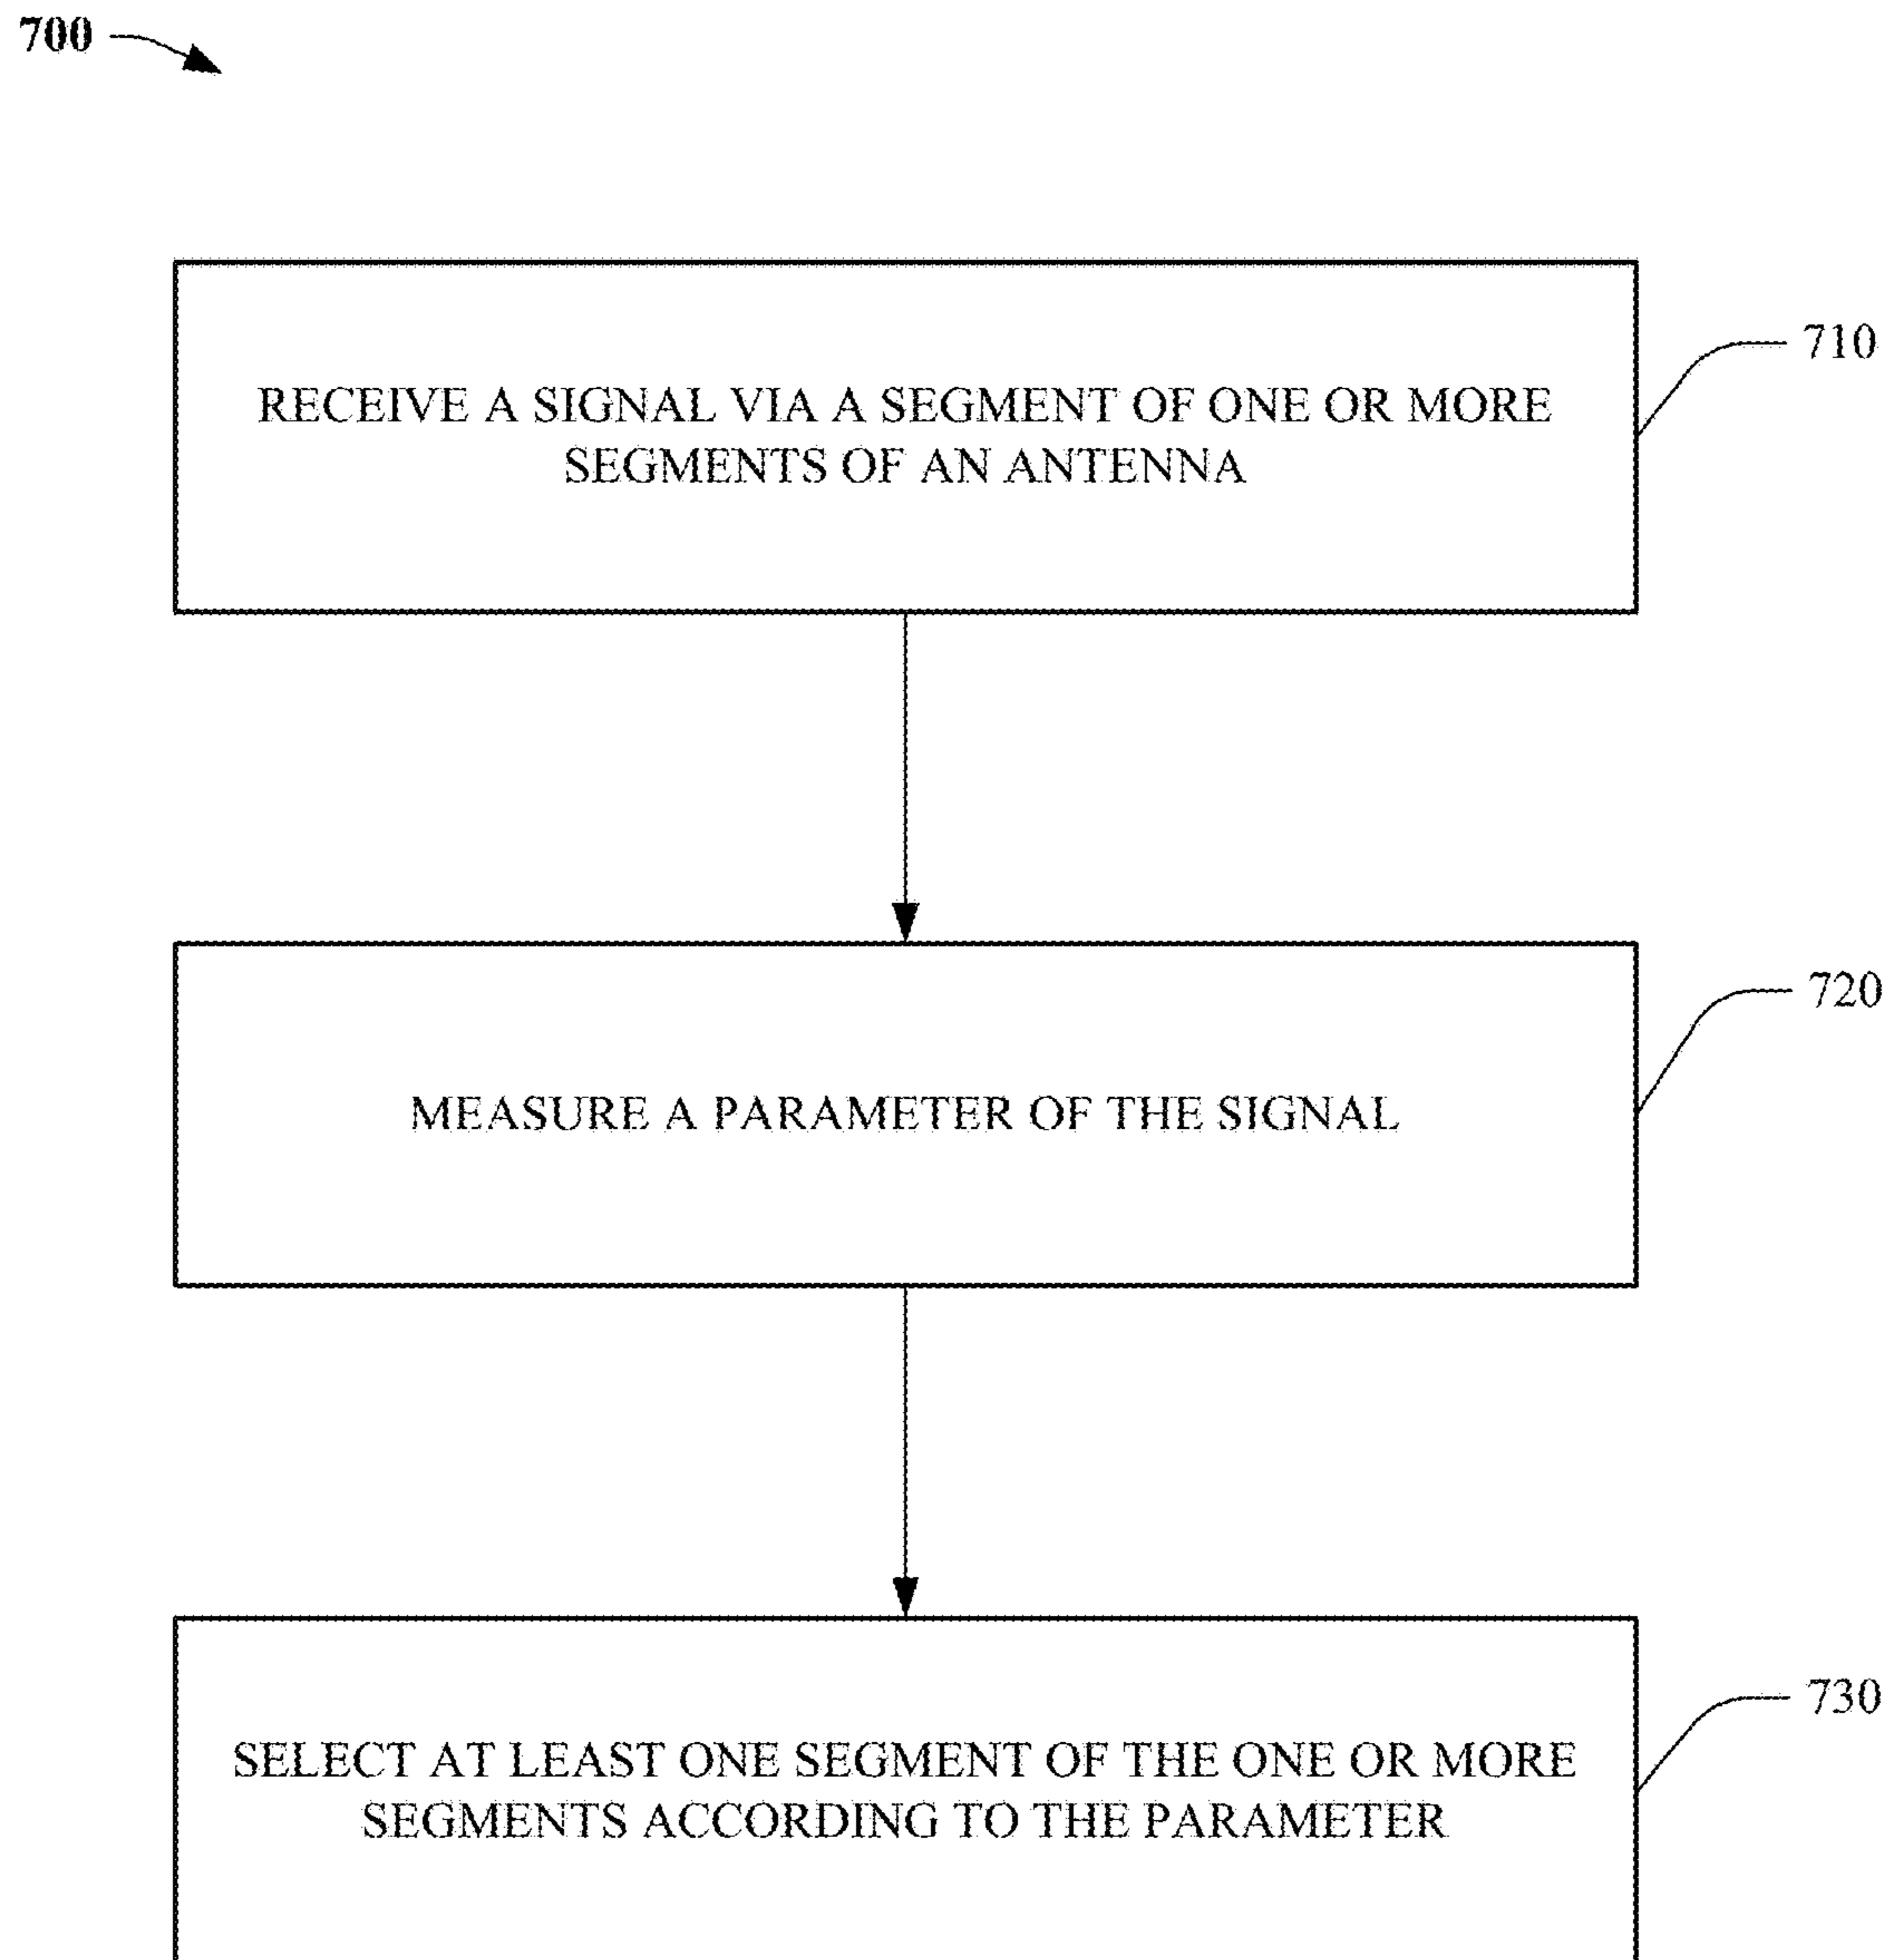 700
RECEIVE A SIGNAL VIA A SEGMENT OF ONE OR MORE
SEGMENTS OF AN ANTENNA
710
MEASURE A PARAMETER OF THE SIGNAL
720
SELECT AT LEAST ONE SEGMENT OF THE ONE OR MORE
SEGMENTS ACCORDING TO THE PARAMETER
730